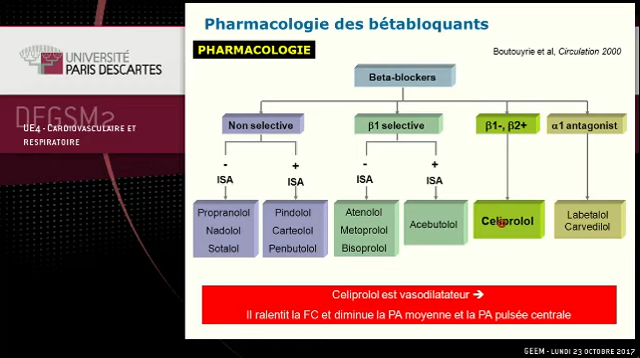 Pharmacologie des bétabloquants
PHARMACOLOGIE
Boutouyrie et al, Circulation 2000
UNIVERSITÉ
PARIS DESCARTES
DFGSM2
UE4 - Cardiovasculaire et
respiratoire
Beta-blockers
Non selective
β1 selective
β1-, β2+
α1 antagonist
-
+
-
+
ISA
ISA
ISA
ISA
Propranolol
Nadolol
Sotalol
Pindolol
Carteolol
Penbutolol
Atenolol
Metoprolol
Bisoprolol
Acebutolol
Celiprolol
Labetalol
Carvedilol
Celiprolol est vasodilatateur ➔
Il ralentit la FC et diminue la PA moyenne et la PA pulsée centrale
GEEM - LUNDI 23 OCTOBRE 2017